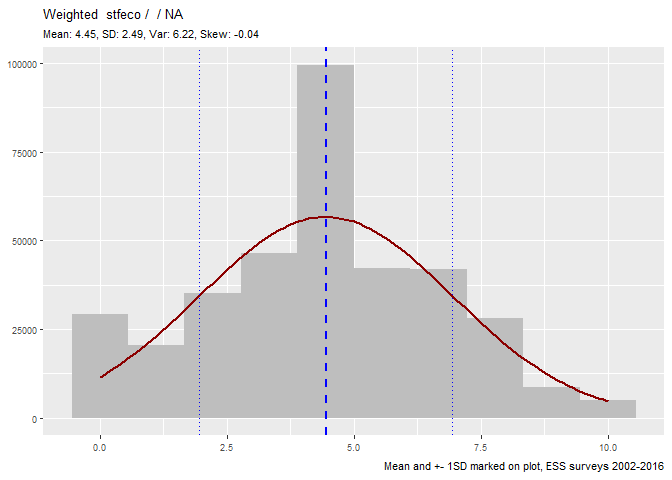 Weighted  stfeco /  / NA
Mean: 4.45, SD: 2.49, Var: 6.22, Skew: -0.04
100000
75000
50000
25000
0
0.0 2.5 5.0 7.5 10.0
Mean and +- 1SD marked on plot, ESS surveys 2002-2016